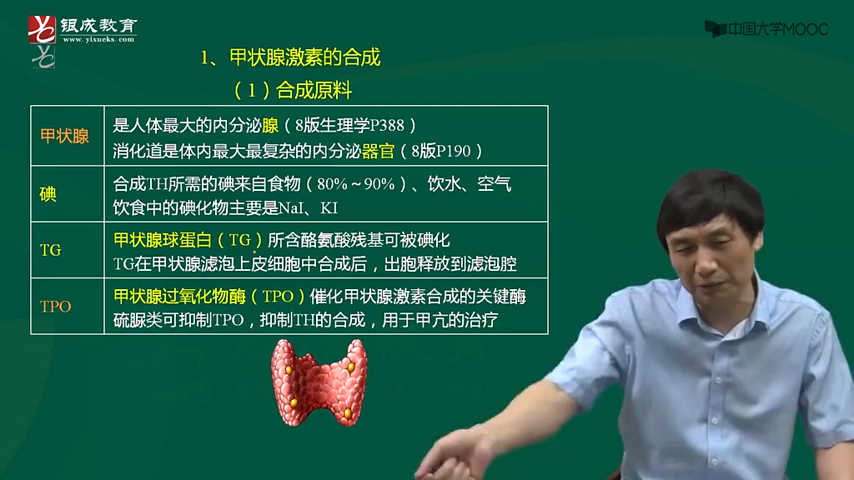 银成教育
www.yixueks.com
中国大学MOOC
1、甲状腺激素的合成
（1）合成原料
甲状腺
是人体最大的内分泌腺（8版生理学P388）
消化道是体内最大最复杂的内分泌器官（8版P190）
碘
合成TH所需的碘来自食物（80%～90%）、饮水、空气
饮食中的碘化物主要是NaI、KI
TG
甲状腺球蛋白（TG）所含酪氨酸残基可被碘化
TG在甲状腺滤泡上皮细胞中合成后，出胞释放到滤泡腔
TPO
甲状腺过氧化物酶（TPO）催化甲状腺激素合成的关键酶
硫脲类可抑制TPO，抑制TH的合成，用于甲亢的治疗